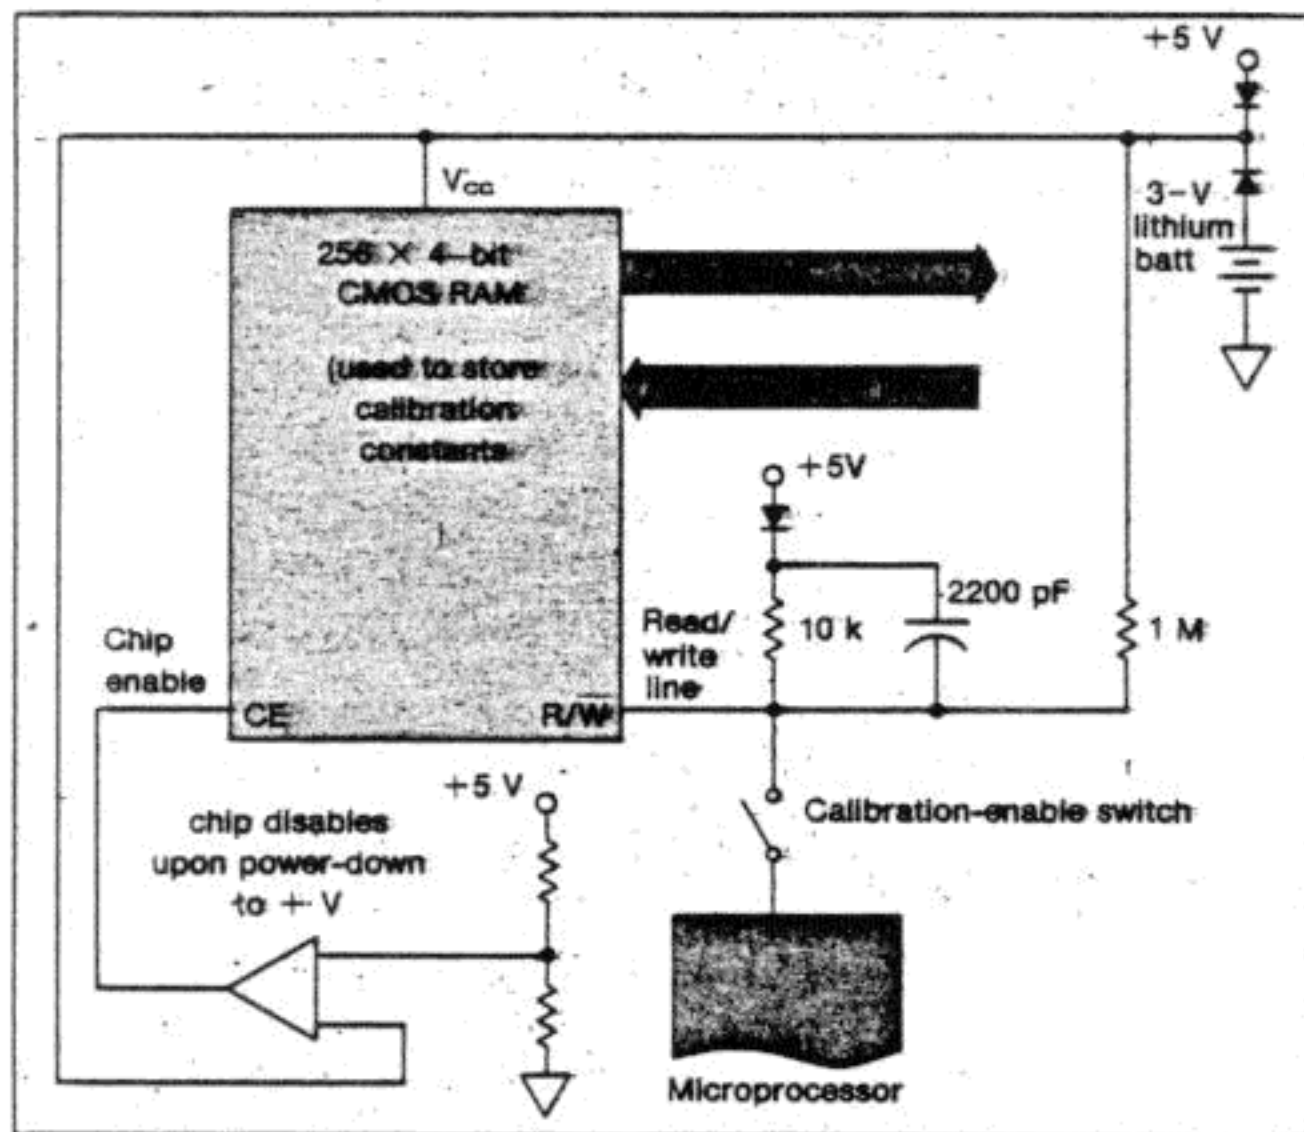 +5 V
V_CC
3-V
lithium
batt
256 × 4-bit
CMOS RAM
(used to store
calibration
constants
+5V
2200 pF
10 k
1 M
Read/
write
line
Chip
enable
CE
R/W̅
+5 V
Calibration-enable switch
chip disables
upon power-down
to + V
Microprocessor